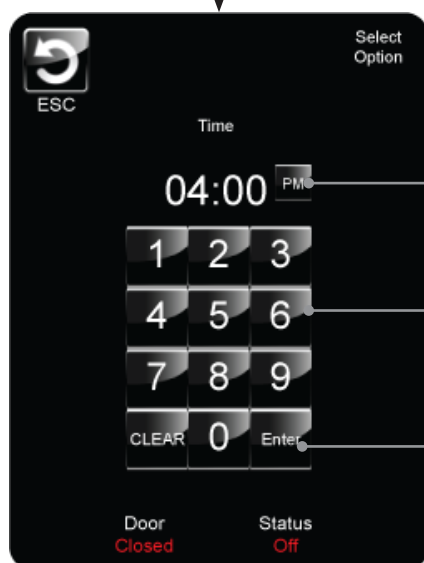 Select
Option
ESC
Time
04:00 PM
1 2 3
4 5 6
7 8 9
CLEAR 0 Enter
Door Status
Closed Off